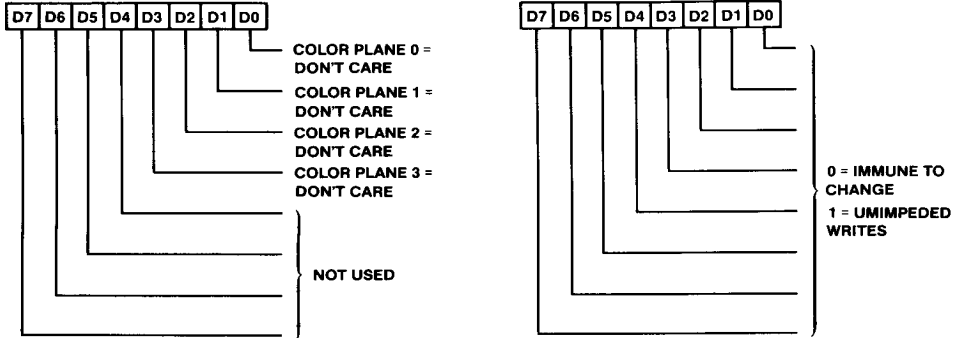 D7 D6 D5 D4 D3 D2 D1 D0
COLOR PLANE 0 =
DON'T CARE
COLOR PLANE 1 =
DON'T CARE
COLOR PLANE 2 =
DON'T CARE
COLOR PLANE 3 =
DON'T CARE
NOT USED
D7 D6 D5 D4 D3 D2 D1 D0
0 = IMMUNE TO
CHANGE
1 = UMIMPEDED
WRITES